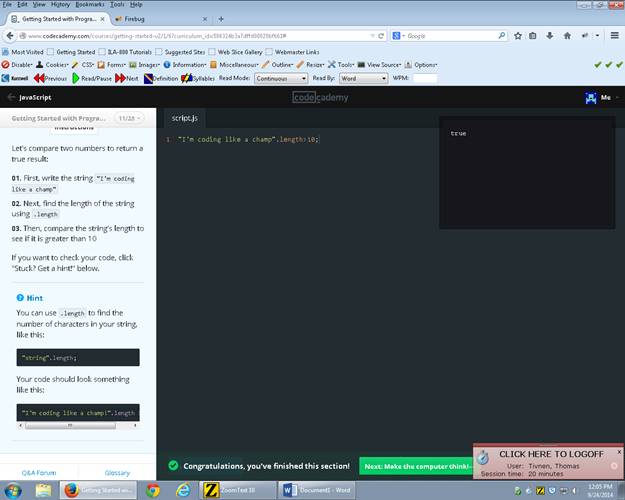 File Edit View History Bookmarks Tools Help
Getting Started with Progra...
Firebug
www.codecademy.com/courses/getting-started-v2/1/6?curriculum_id=
Google
Most Visited Getting Started ILA-800 Tutorials Suggested Sites Web Slice Gallery Webmaster Links
Disable Cookies CSS Forms Images Information Miscellaneous Outline Resize Tools View Source Options
Kurzweil Previous Read/Pause Next Definition Syllables Read Mode: Continuous Read By: Word WPM:
JavaScript
codecademy
Me
Getting Started with Progra...
11/28
script.js
Instructions
Let's compare two numbers to return a
true result:
01. First, write the string "I'm coding
like a champ"
02. Next, find the length of the string
using .length
03. Then, compare the string's length to
see if it is greater than 10
If you want to check your code, click
"Stuck? Get a hint!" below.
Hint
You can use .length to find the
number of characters in your string,
like this:
"string".length;
Your code should look something
like this:
"I'm coding like a champ!".length
Q&A Forum
Glossary
1 "I'm coding like a champ".length>10;
true
Congratulations, you've finished this section!
Next: Make the computer think!
CLICK HERE TO LOGOFF
User: Tivnen, Thomas
Session time: 20 minutes
Getting Started wi...
ZoomText 10
Document1 - Word
12:05 PM
9/24/2014